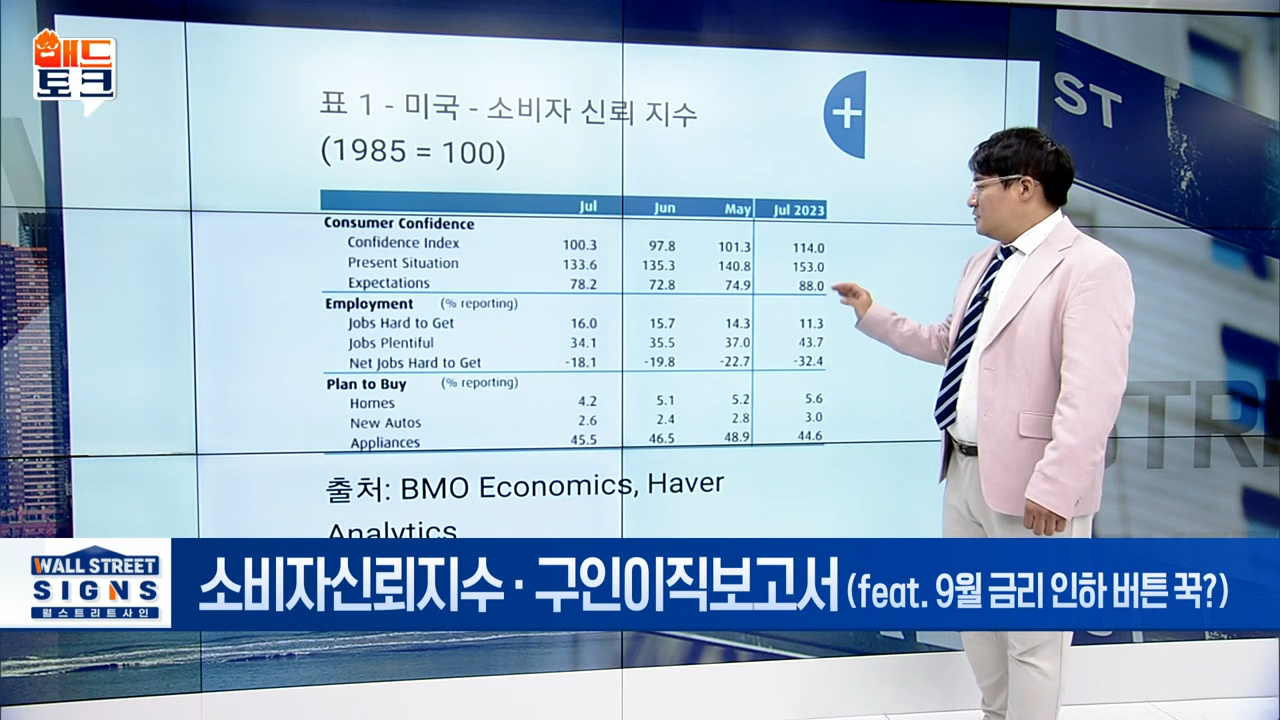 매드
토크
표 1 - 미국 - 소비자 신뢰 지수
(1985 = 100)
Jul Jun May Jul 2023
Consumer Confidence
Confidence Index 100.3 97.8 101.3 114.0
Present Situation 133.6 135.3 140.8 153.0
Expectations 78.2 72.8 74.9 88.0
Employment (% reporting)
Jobs Hard to Get 16.0 15.7 14.3 11.3
Jobs Plentiful 34.1 35.5 37.0 43.7
Net Jobs Hard to Get -18.1 -19.8 -22.7 -32.4
Plan to Buy (% reporting)
Homes 4.2 5.1 5.2 5.6
New Autos 2.6 2.4 2.8 3.0
Appliances 45.5 46.5 48.9 44.6
출처: BMO Economics, Haver
Analytics
ST
STRE
WALL STREET
SIGNS
월스트리트사인
소비자신뢰지수·구인이직보고서 (feat. 9월 금리 인하 버튼 꾹?)